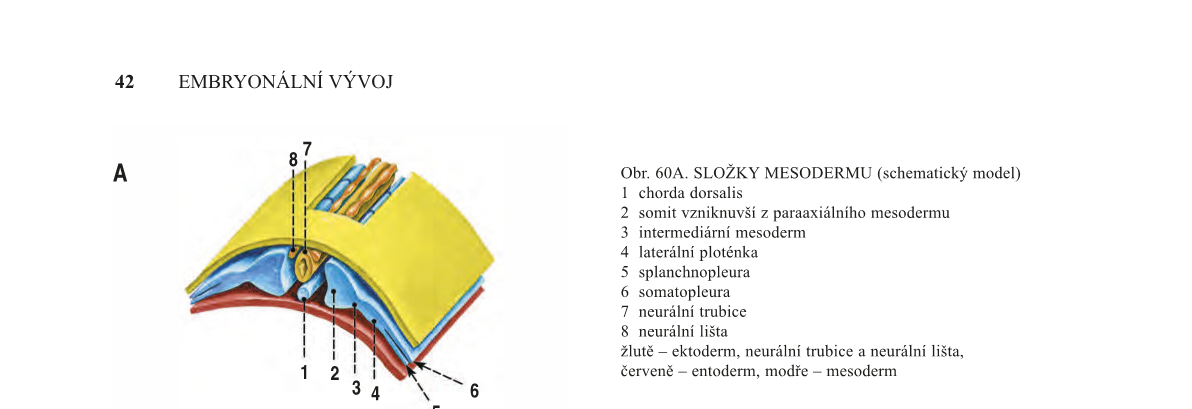 42 EMBRYONÁLNÍ VÝVOJ
A
8 7
1 2 3 4 5 6
Obr. 60A. SLOŽKY MESODERMU (schematický model)
1 chorda dorsalis
2 somit vzniknuvší z paraaxiálního mesodermu
3 intermediární mesoderm
4 laterální ploténka
5 splanchnopleura
6 somatopleura
7 neurální trubice
8 neurální lišta
žlutě – ektoderm, neurální trubice a neurální lišta,
červeně – entoderm, modře – mesoderm